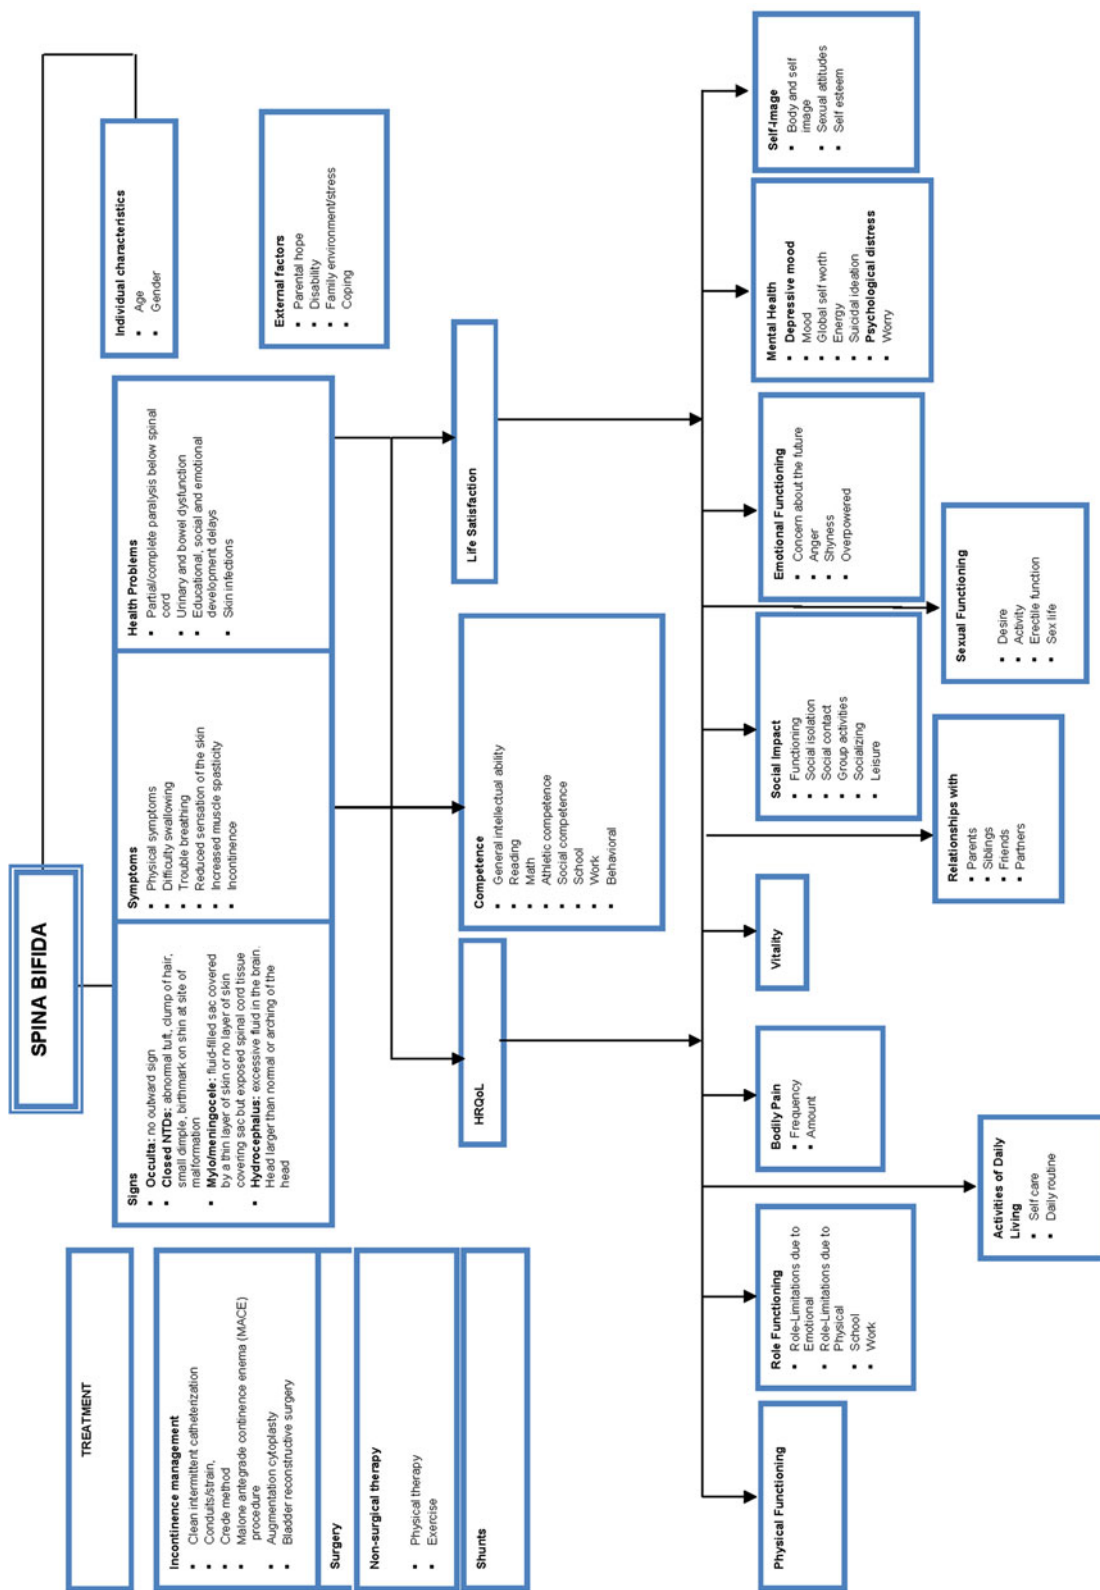 SPINA BIFIDA
TREATMENT
Incontinence management
▪ Clean intermittent catheterization
▪ Conduits/strain,
▪ Crede method
▪ Malone antegrade continence enema (MACE)
procedure
▪ Augmentation cytoplasty
▪ Bladder reconstructive surgery
Surgery
Non-surgical therapy
▪ Physical therapy
▪ Exercise
Shunts
Signs
▪ Occulta: no outward sign
▪ Closed NTDs: abnormal tuft, clump of hair,
small dimple, birthmark on shin at site of
malformation
▪ Mylo/meningocele: fluid-filled sac covered
by a thin layer of skin or no layer of skin
covering sac but exposed spinal cord tissue
▪ Hydrocephalus: excessive fluid in the brain.
Head larger than normal or arching of the
head
Symptoms
▪ Physical symptoms
▪ Difficulty swallowing
▪ Trouble breathing
▪ Reduced sensation of the skin
▪ Increased muscle spasticity
▪ Incontinence
Health Problems
▪ Partial/complete paralysis below spinal
cord
▪ Urinary and bowel dysfunction
▪ Educational, social and emotional
development delays
▪ Skin infections
Individual characteristics
▪ Age
▪ Gender
External factors
▪ Parental hope
▪ Disability
▪ Family environment/stress
▪ Coping
HRQoL
Competence
▪ General intellectual ability
▪ Reading
▪ Math
▪ Athletic competence
▪ Social competence
▪ School
▪ Work
▪ Behavioral
Life Satisfaction
Physical Functioning
Role Functioning
▪ Role-Limitations due to
Emotional
▪ Role-Limitations due to
Physical
▪ School
▪ Work
Activities of Daily
Living
▪ Self care
▪ Daily routine
Bodily Pain
▪ Frequency
▪ Amount
Vitality
Relationships with
▪ Parents
▪ Siblings
▪ Friends
▪ Partners
Social Impact
▪ Functioning
▪ Social isolation
▪ Social contact
▪ Group activities
▪ Socializing
▪ Leisure
Sexual Functioning
▪ Desire
▪ Activity
▪ Erectile function
▪ Sex life
Emotional Functioning
▪ Concern about the future
▪ Anger
▪ Shyness
▪ Overpowered
Mental Health
▪ Depressive mood
▪ Mood
▪ Global self worth
▪ Energy
▪ Suicidal ideation
▪ Psychological distress
▪ Worry
Self-Image
▪ Body and self
image
▪ Sexual attitudes
▪ Self esteem